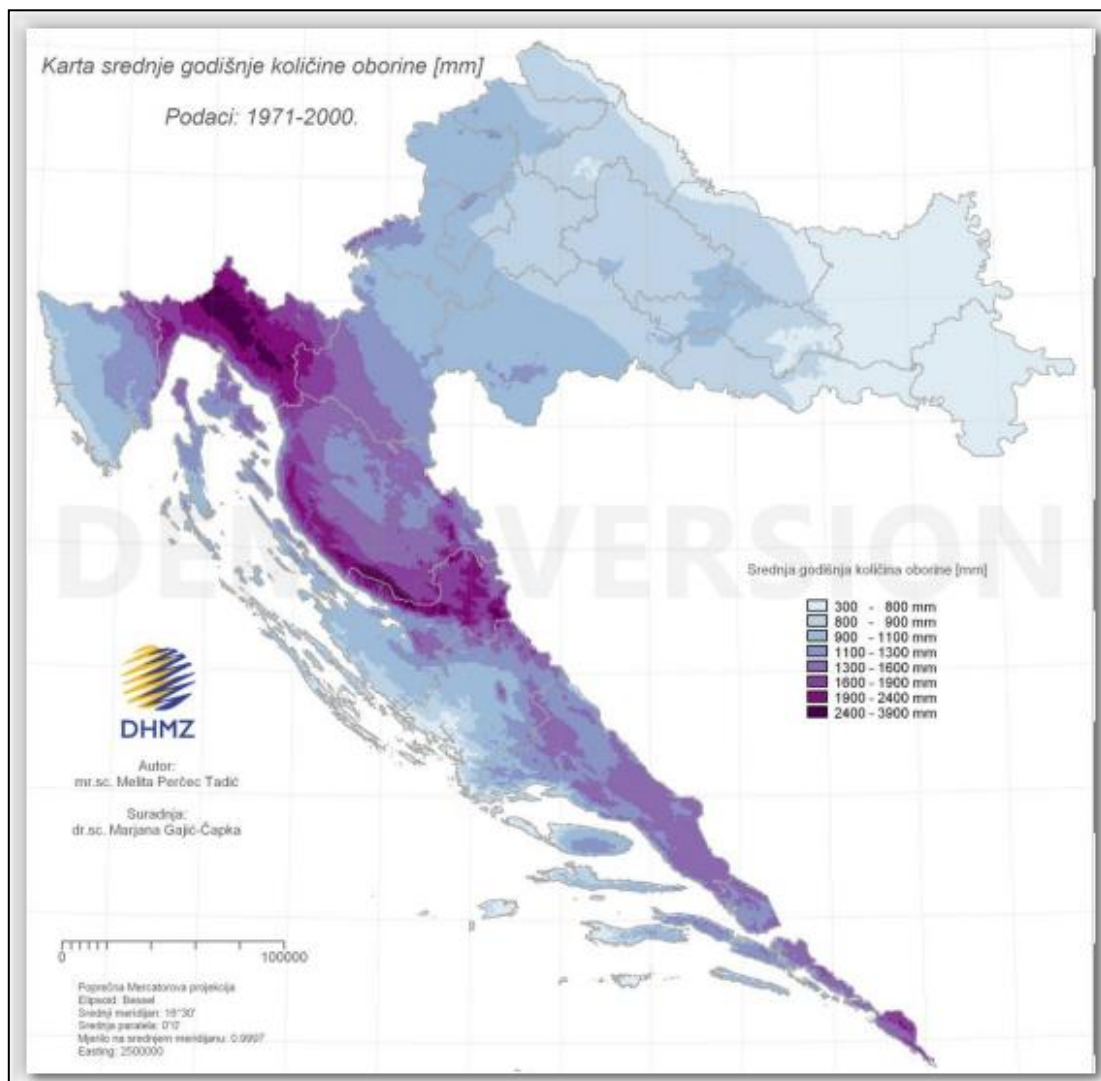 Karta srednje godišnje količine oborine [mm]
Podaci: 1971-2000.
DEMO VERSION
Srednja godišnja količina oborine [mm]
300 - 800 mm
800 - 900 mm
900 - 1100 mm
1100 - 1300 mm
1300 - 1600 mm
1600 - 1900 mm
1900 - 2400 mm
2400 - 3900 mm
DHMZ
Autor:
mr.sc. Melita Perčec Tadić
Suradnja:
dr.sc. Marjana Gajić-Čapka
0 100000
Poprečna Mercatorova projekcija
Elipsoid: Bessel
Srednji meridijan: 16°30'
Srednja paralela: 0'0'
Mjerilo na srednjem meridijanu: 0.9997
Easting: 2500000